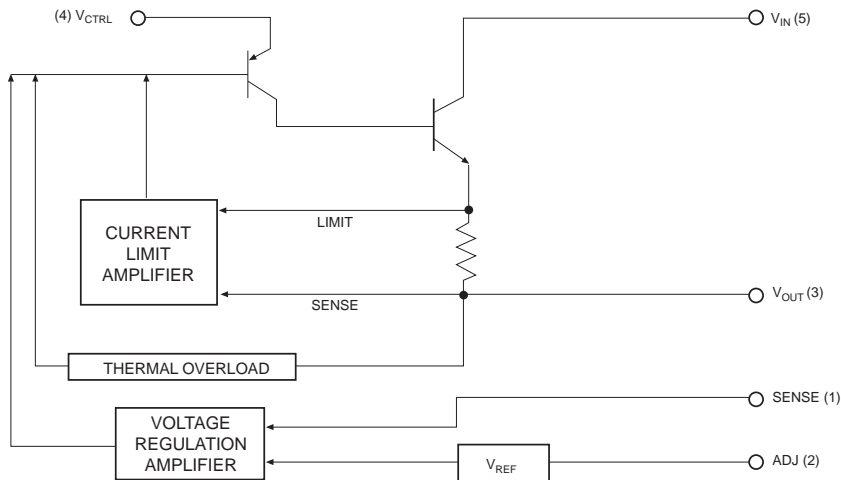 (4) VCTRL
VIN (5)
LIMIT
CURRENT
LIMIT
AMPLIFIER
SENSE
VOUT (3)
THERMAL OVERLOAD
SENSE (1)
VOLTAGE
REGULATION
AMPLIFIER
VREF
ADJ (2)